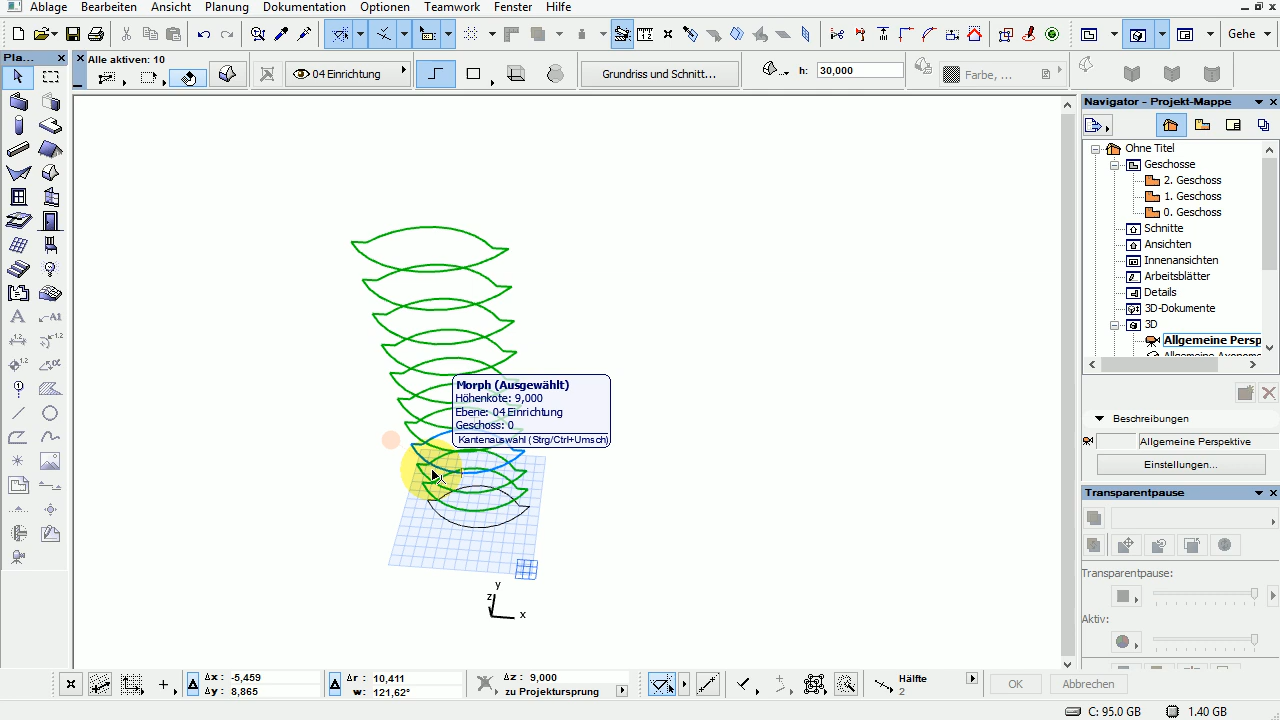 Ablage Bearbeiten Ansicht Planung Dokumentation Optionen Teamwork Fenster Hilfe
Gehe
Pla...
Alle aktiven: 10
04 Einrichtung
Grundriss und Schnitt...
h: 30,000
Farbe, ...
Navigator - Projekt-Mappe
Ohne Titel
Geschosse
2. Geschoss
1. Geschoss
0. Geschoss
Schnitte
Ansichten
Innenansichten
Arbeitsblätter
Details
3D-Dokumente
3D
Allgemeine Persp
Morph (Ausgewählt)
Höhenkote: 9,000
Ebene: 04 Einrichtung
Geschoss: 0
Kantenauswahl (Strg/Ctrl+Umsch)
Beschreibungen
Allgemeine Perspektive
Einstellungen...
Transparentpause
Transparentpause:
Aktiv:
y
z
x
Δx: -5,459
Δy: 8,865
Δr: 10,411
w: 121,62°
Δz: 9,000
zu Projektursprung
Hälfte
2
OK
Abbrechen
C: 95.0 GB
1.40 GB